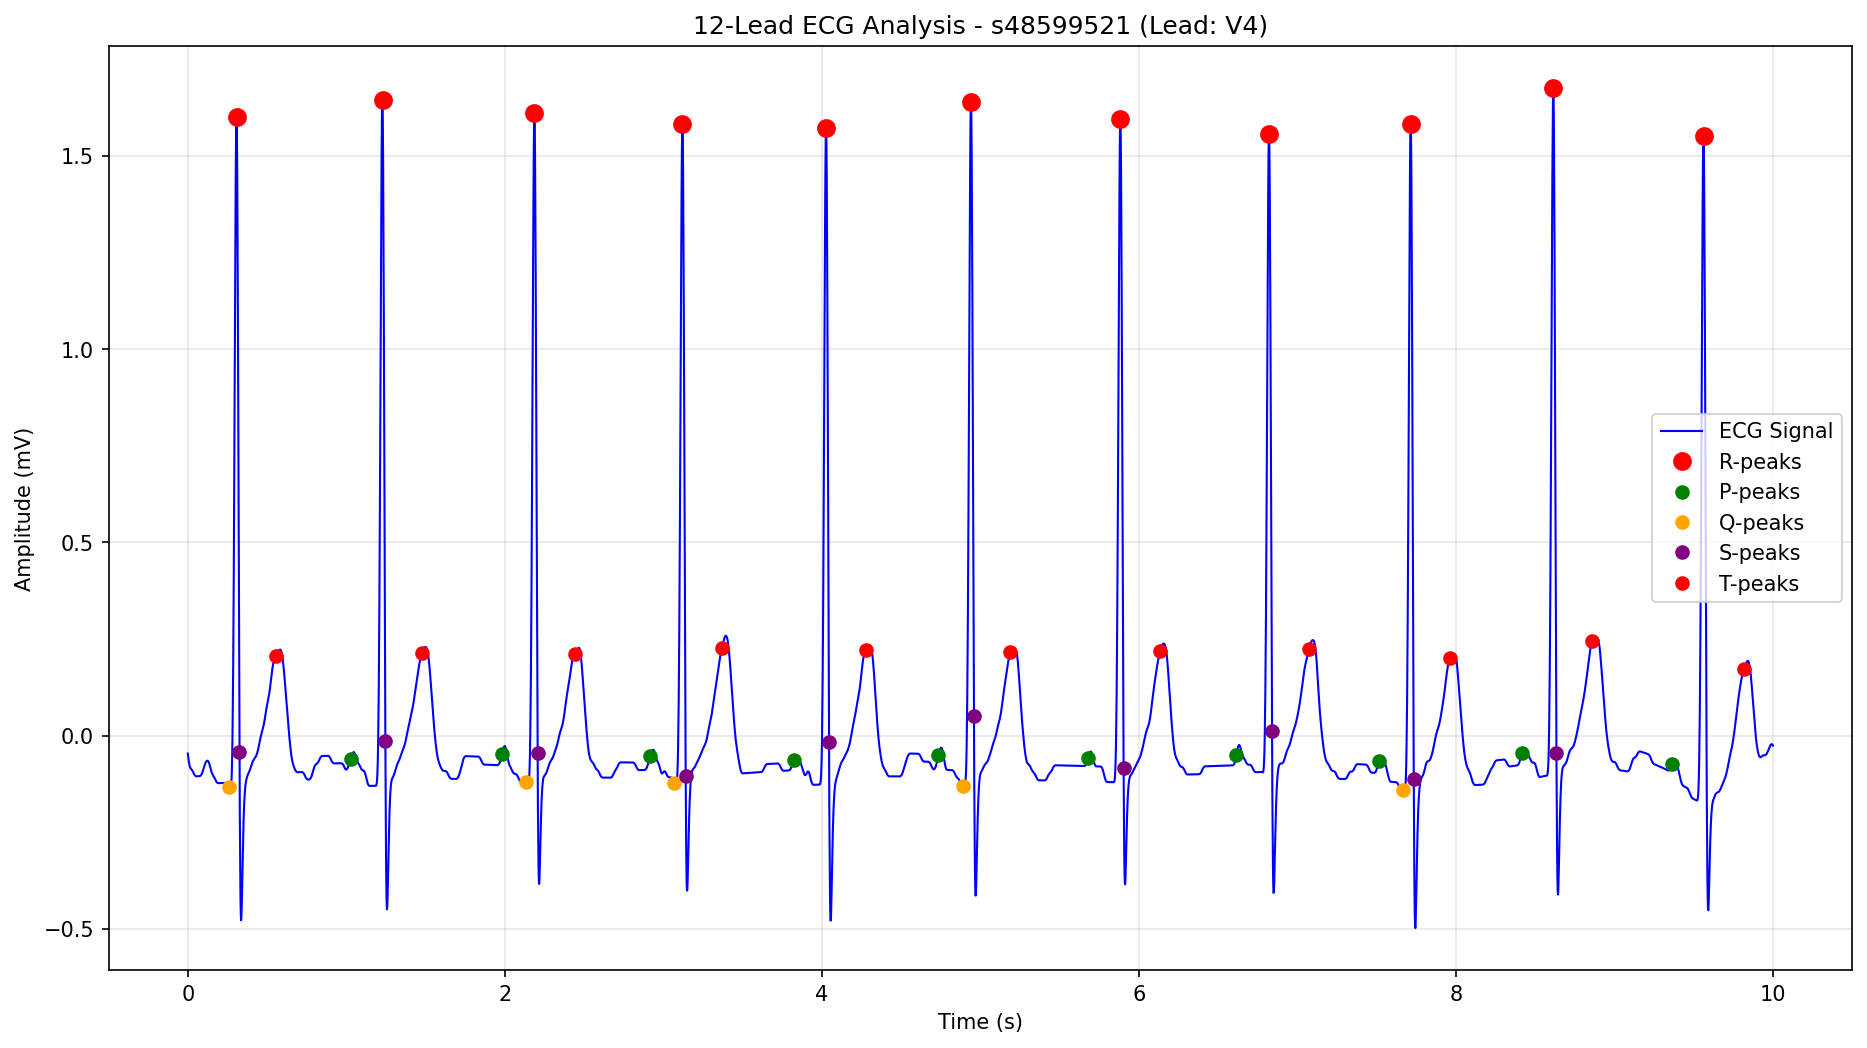 12-Lead ECG Analysis - s48599521 (Lead: V4)
Amplitude (mV)
1.5
1.0
0.5
0.0
−0.5
ECG Signal
R-peaks
P-peaks
Q-peaks
S-peaks
T-peaks
0 2 4 6 8 10
Time (s)